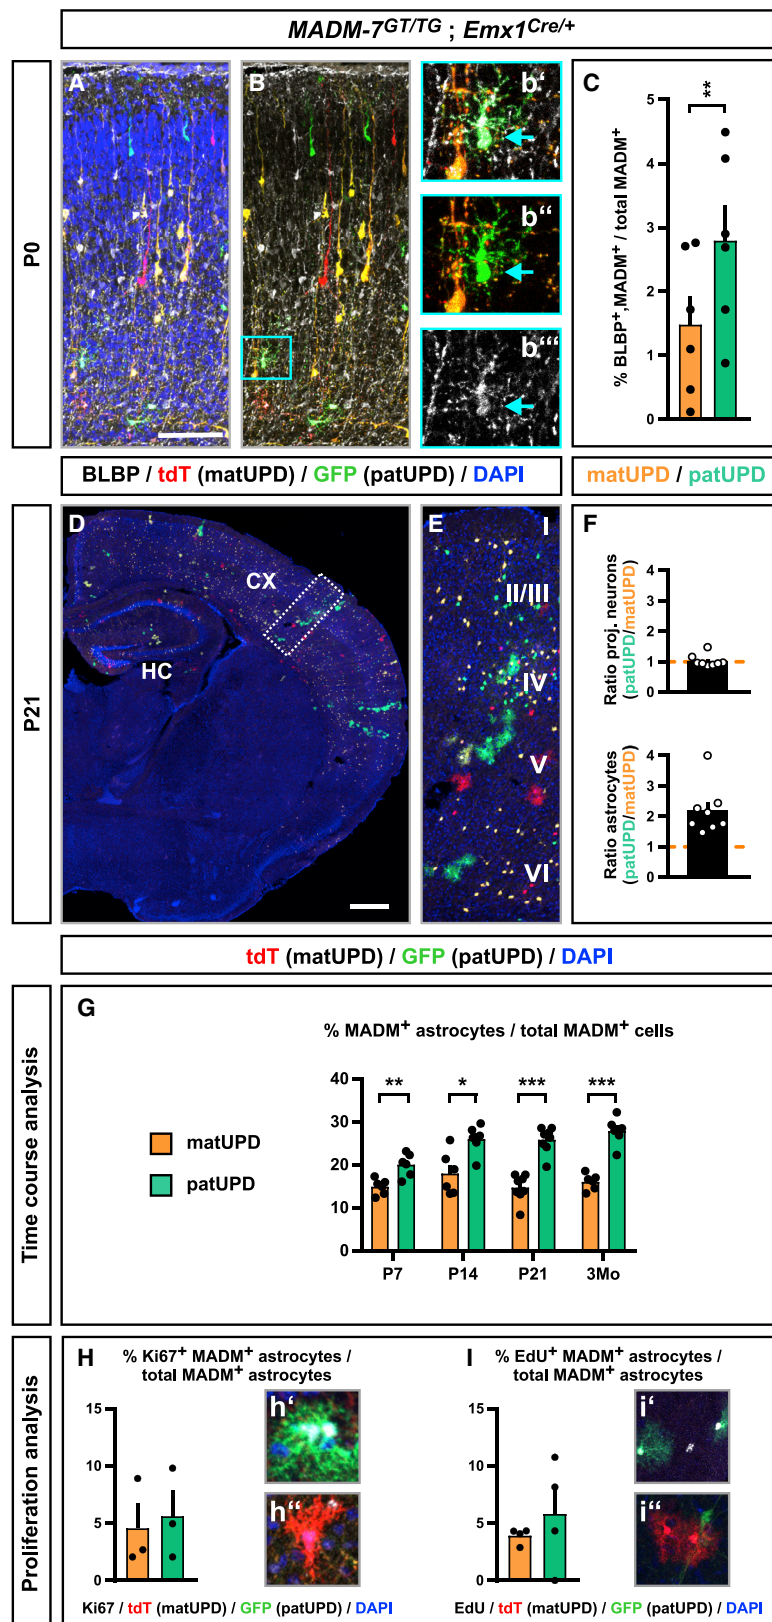 MADM-7GT/TG ; Emx1Cre/+
P0
A
B
b‘
b‘‘
b‘‘‘
C
% BLBP+,MADM+ / total MADM+
5
4
3
2
1
0
**
BLBP / tdT (matUPD) / GFP (patUPD) / DAPI
matUPD / patUPD
P21
D
CX
HC
E
I
II/III
IV
V
VI
F
Ratio proj. neurons
(patUPD/matUPD)
4
3
2
1
0
Ratio astrocytes
(patUPD/matUPD)
4
3
2
1
0
tdT (matUPD) / GFP (patUPD) / DAPI
Time course analysis
G
% MADM+ astrocytes / total MADM+ cells
matUPD
patUPD
40
30
20
10
0
**
*
***
***
P7
P14
P21
3Mo
Proliferation analysis
H
% Ki67+ MADM+ astrocytes /
total MADM+ astrocytes
15
10
5
0
h‘
h‘‘
Ki67 / tdT (matUPD) / GFP (patUPD) / DAPI
I
% EdU+ MADM+ astrocytes /
total MADM+ astrocytes
15
10
5
0
i‘
i‘‘
EdU / tdT (matUPD) / GFP (patUPD) / DAPI